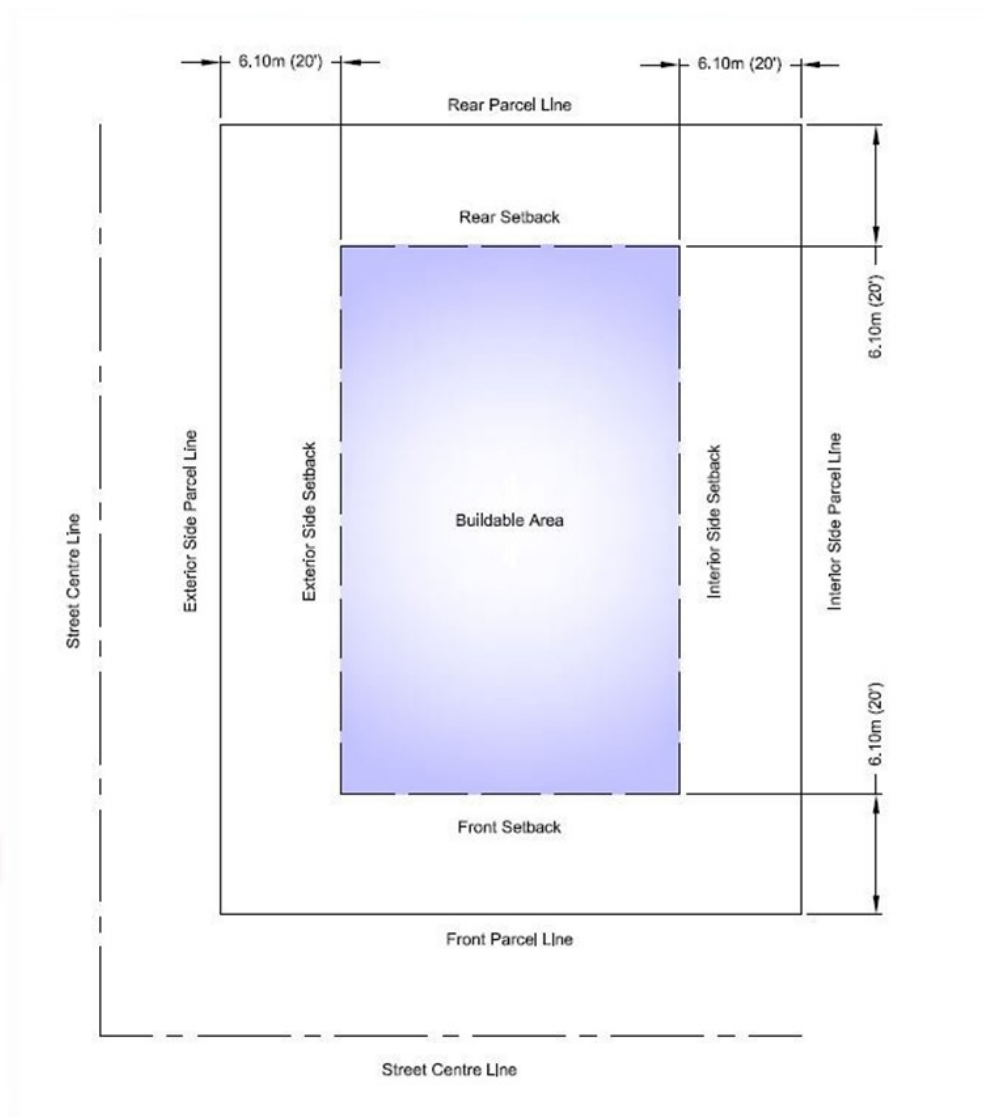 6.10m (20')
6.10m (20')
Rear Parcel Line
Rear Setback
6.10m (20')
Street Centre Line
Exterior Side Parcel Line
Exterior Side Setback
Buildable Area
Interior Side Setback
Interior Side Parcel Line
6.10m (20')
Front Setback
Front Parcel Line
Street Centre Line